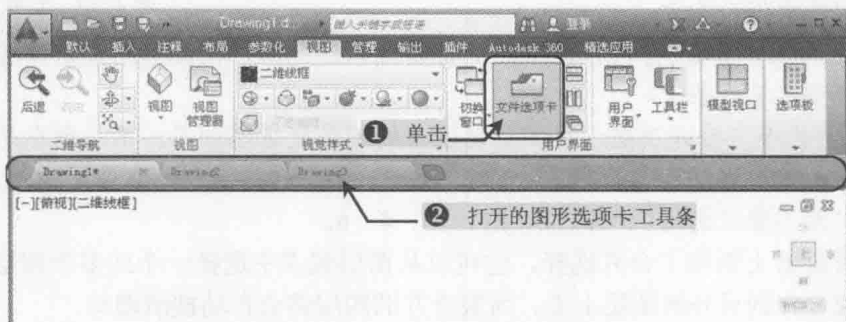 Drawing1.d... 键入关键字或短语 登录
默认 插入 注释 布局 参数化 视图 管理 输出 插件 Autodesk 360 精选应用
二维线框
后退 视图 视图管理器 切换窗口 文件选项卡 用户界面 工具栏 模型视口 选项板
❶ 单击
二维导航 视图 视觉样式 用户界面
Drawing1* Drawing2 Drawing3
[-][俯视][二维线框]
❷ 打开的图形选项卡工具条
上